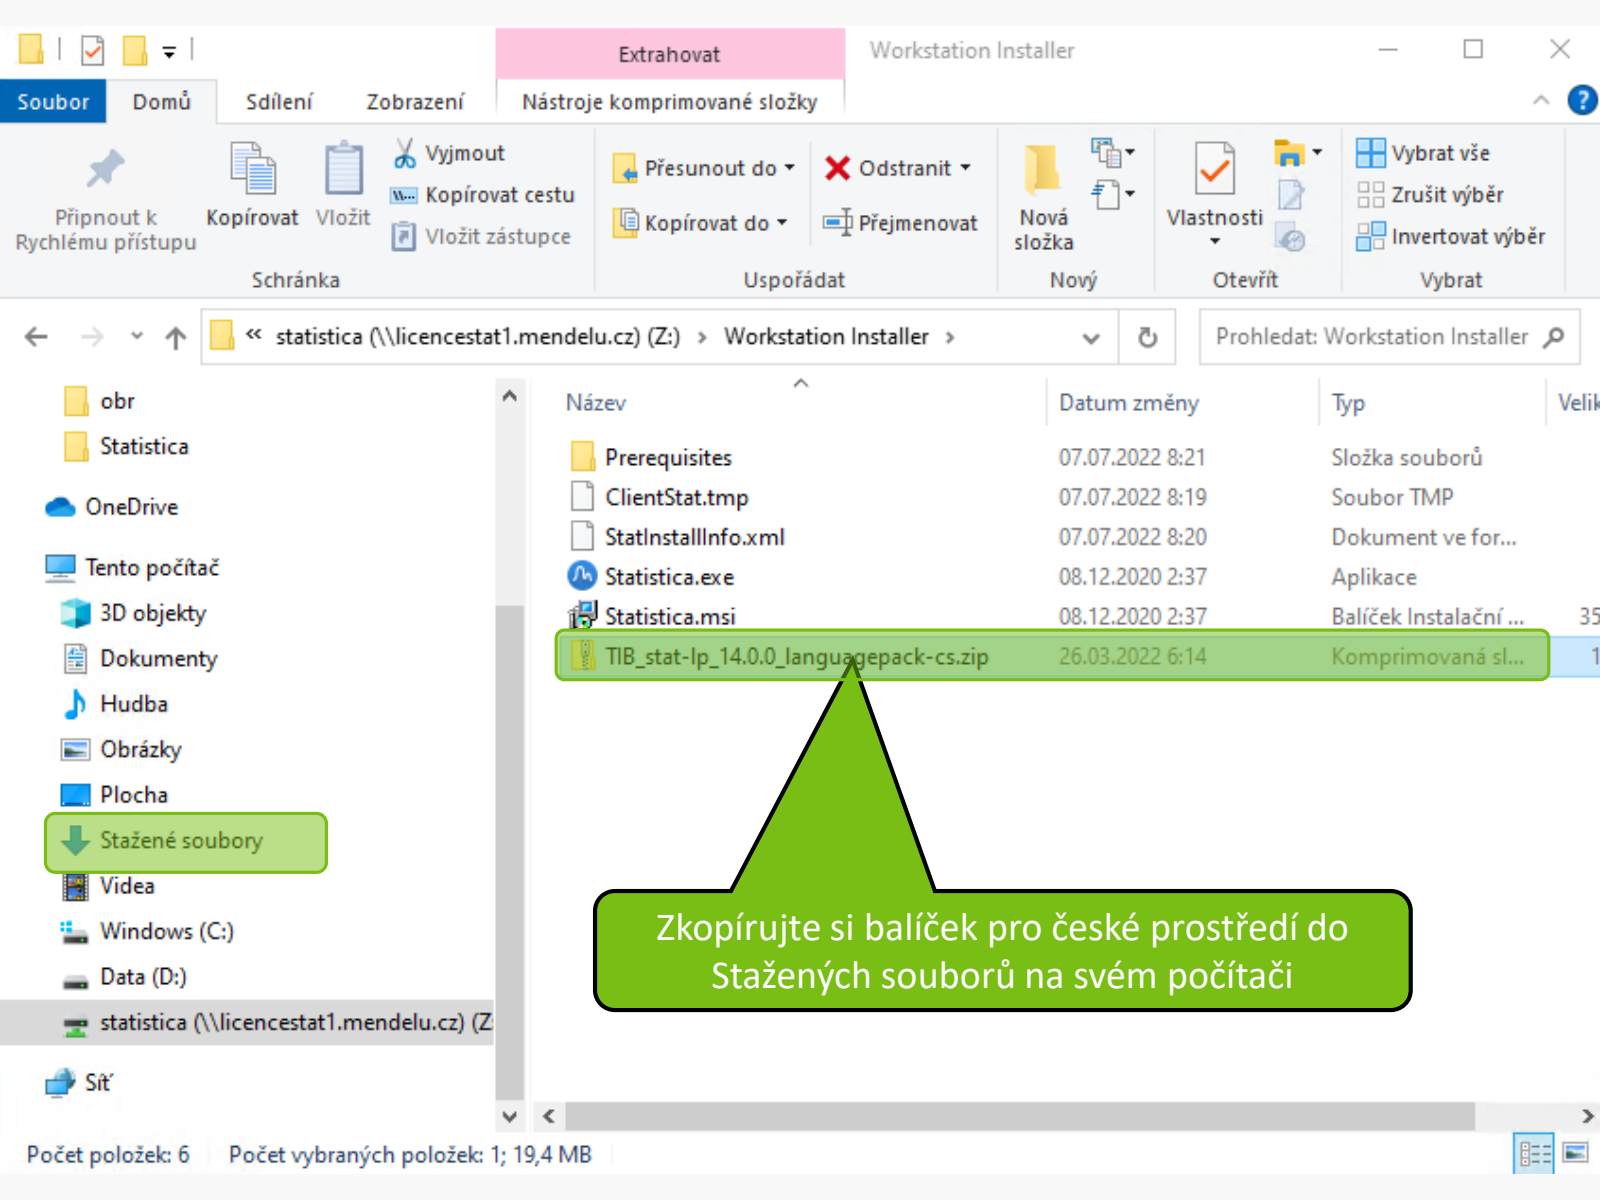 Extrahovat
Workstation Installer
Soubor
Domů
Sdílení
Zobrazení
Nástroje komprimované složky
Připnout k
Rychlému přístupu
Kopírovat
Vložit
Vyjmout
Kopírovat cestu
Vložit zástupce
Schránka
Přesunout do
Kopírovat do
Odstranit
Přejmenovat
Uspořádat
Nová
složka
Nový
Vlastnosti
Otevřít
Vybrat vše
Zrušit výběr
Invertovat výběr
Vybrat
« statistica (\\licencestat1.mendelu.cz) (Z:) > Workstation Installer >
Prohledat: Workstation Installer
obr
Statistica
OneDrive
Tento počítač
3D objekty
Dokumenty
Hudba
Obrázky
Plocha
Stažené soubory
Videa
Windows (C:)
Data (D:)
statistica (\\licencestat1.mendelu.cz) (Z:
Síť
Název Datum změny Typ Velik
Prerequisites 07.07.2022 8:21 Složka souborů
ClientStat.tmp 07.07.2022 8:19 Soubor TMP
StatInstallInfo.xml 07.07.2022 8:20 Dokument ve for...
Statistica.exe 08.12.2020 2:37 Aplikace
Statistica.msi 08.12.2020 2:37 Balíček Instalační ... 35
TIB_stat-lp_14.0.0_languagepack-cs.zip 26.03.2022 6:14 Komprimovaná sl... 1
Zkopírujte si balíček pro české prostředí do
Stažených souborů na svém počítači
Počet položek: 6 Počet vybraných položek: 1; 19,4 MB